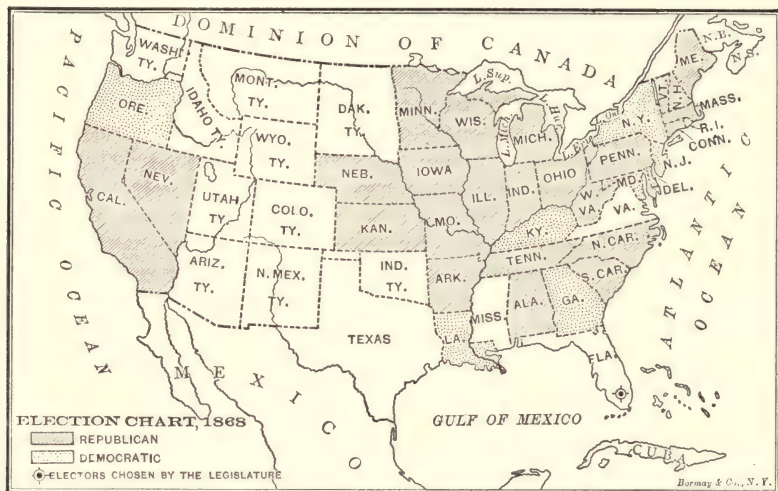 DOMINION OF CANADA
PACIFIC OCEAN
ATLANTIC OCEAN
WASH. TY.
MONT. TY.
DAK. TY.
MINN.
L. Sup.
L. Hu.
L. Mich.
ME.
N.B.
N.S.
VT.
N.H.
MASS.
R.I.
CONN.
ORE.
IDAHO TY.
WYO. TY.
WIS.
MICH.
N.Y.
L. Ont.
PENN.
N.J.
NEV.
CAL.
UTAH TY.
COLO. TY.
NEB.
IOWA
ILL.
IND.
OHIO
W. VA.
MD.
DEL.
VA.
KAN.
MO.
KY.
ARIZ. TY.
N. MEX. TY.
IND. TY.
ARK.
TENN.
N. CAR.
S. CAR.
TEXAS
LA.
MISS.
ALA.
GA.
FLA.
MEXICO
GULF OF MEXICO
CUBA
ELECTION CHART, 1868
REPUBLICAN
DEMOCRATIC
ELECTORS CHOSEN BY THE LEGISLATURE
Bormay & Co., N.Y.